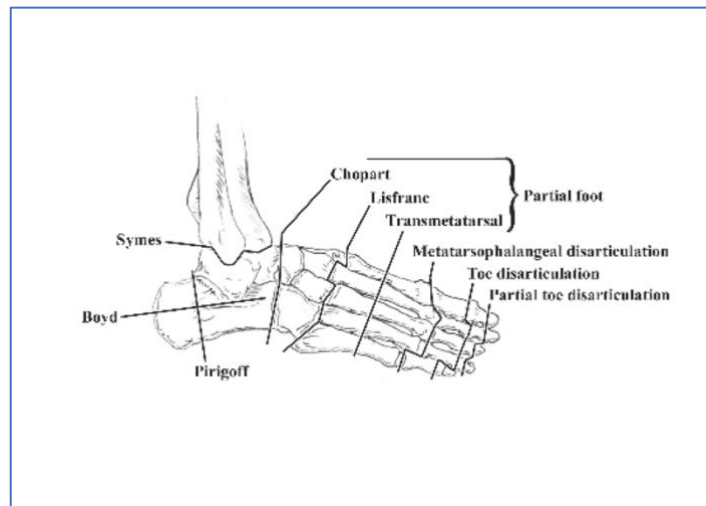 Chopart
Lisfranc
Partial foot
Transmetatarsal
Symes
Metatarsophalangeal disarticulation
Toe disarticulation
Partial toe disarticulation
Boyd
Pirigoff